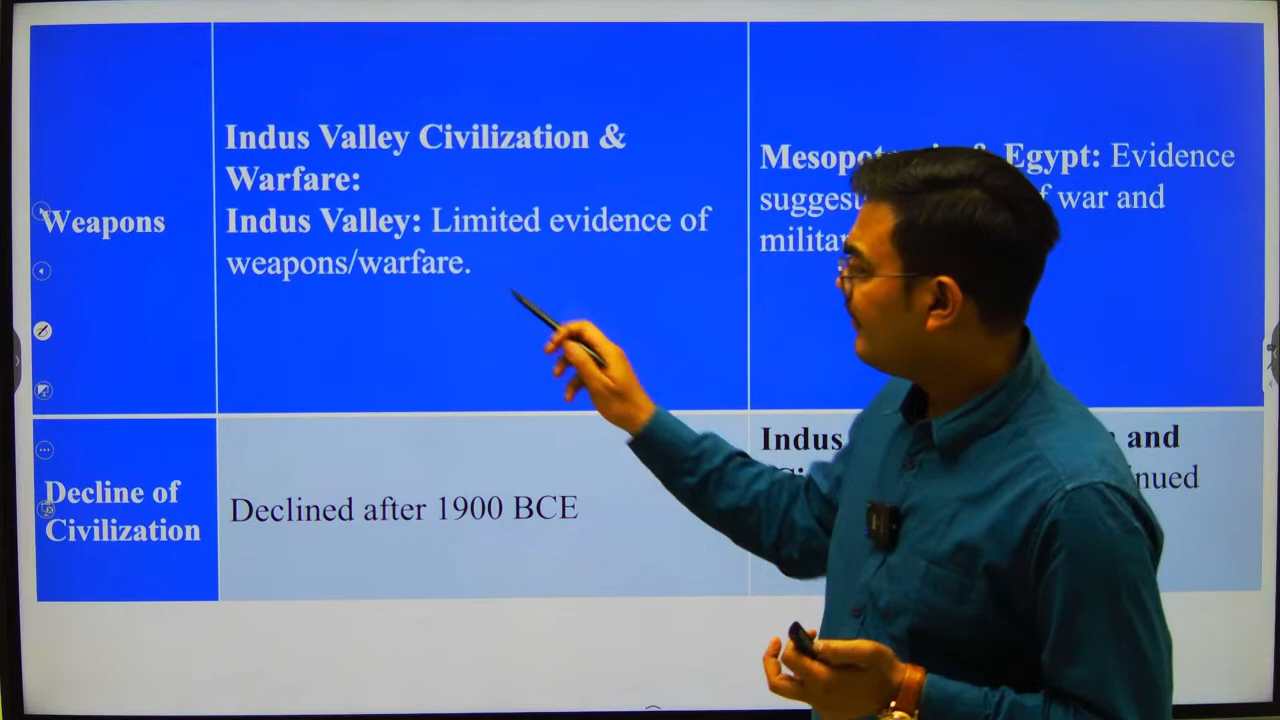 Weapons
Indus Valley Civilization &
Warfare:
Indus Valley: Limited evidence of
weapons/warfare.
Egypt: Evidence
war and
Decline of
Civilization
Declined after 1900 BCE
Indus
and